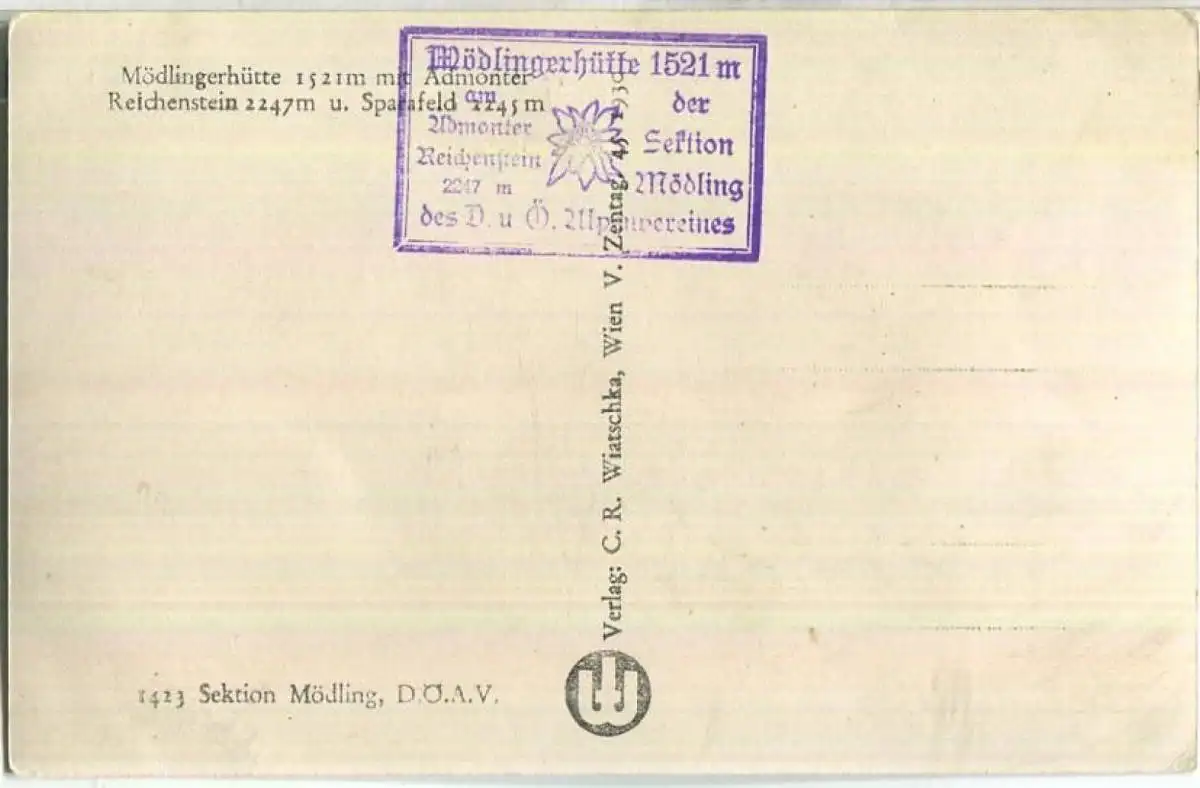 Mödlingerhütte 1521m mit Admonter
Reichenstein 2247m u. Sparafeld 2245m
Mödlingerhütte 1521 m
am
Admonter
Reichenstein
2247 m
der
Sektion
Mödling
des D. u Ö. Alpenvereines
Verlag: C. R. Wiatschka, Wien V. Zentag.
1423 Sektion Mödling, D.Ö.A.V.